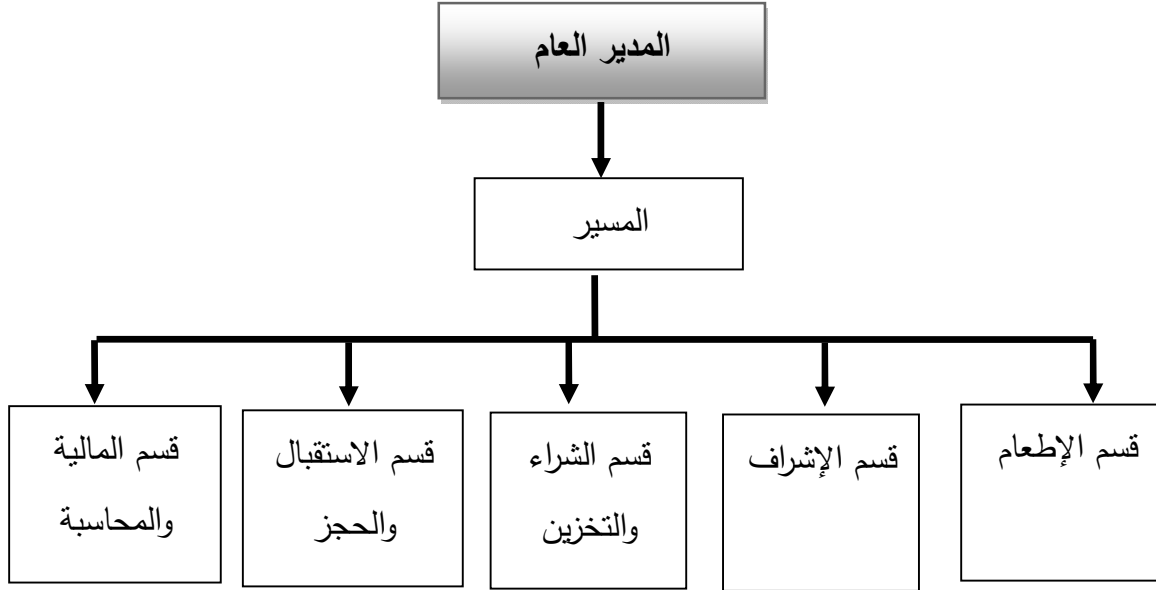 المدير العام
المسير
قسم الإطعام
قسم الإشراف
قسم الشراء
والتخزين
قسم الاستقبال
والحجز
قسم المالية
والمحاسبة